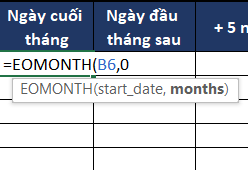 Ngày cuối
tháng
Ngày đầu
tháng sau
+ 5 n
=EOMONTH(B6,0
EOMONTH(start_date, months)